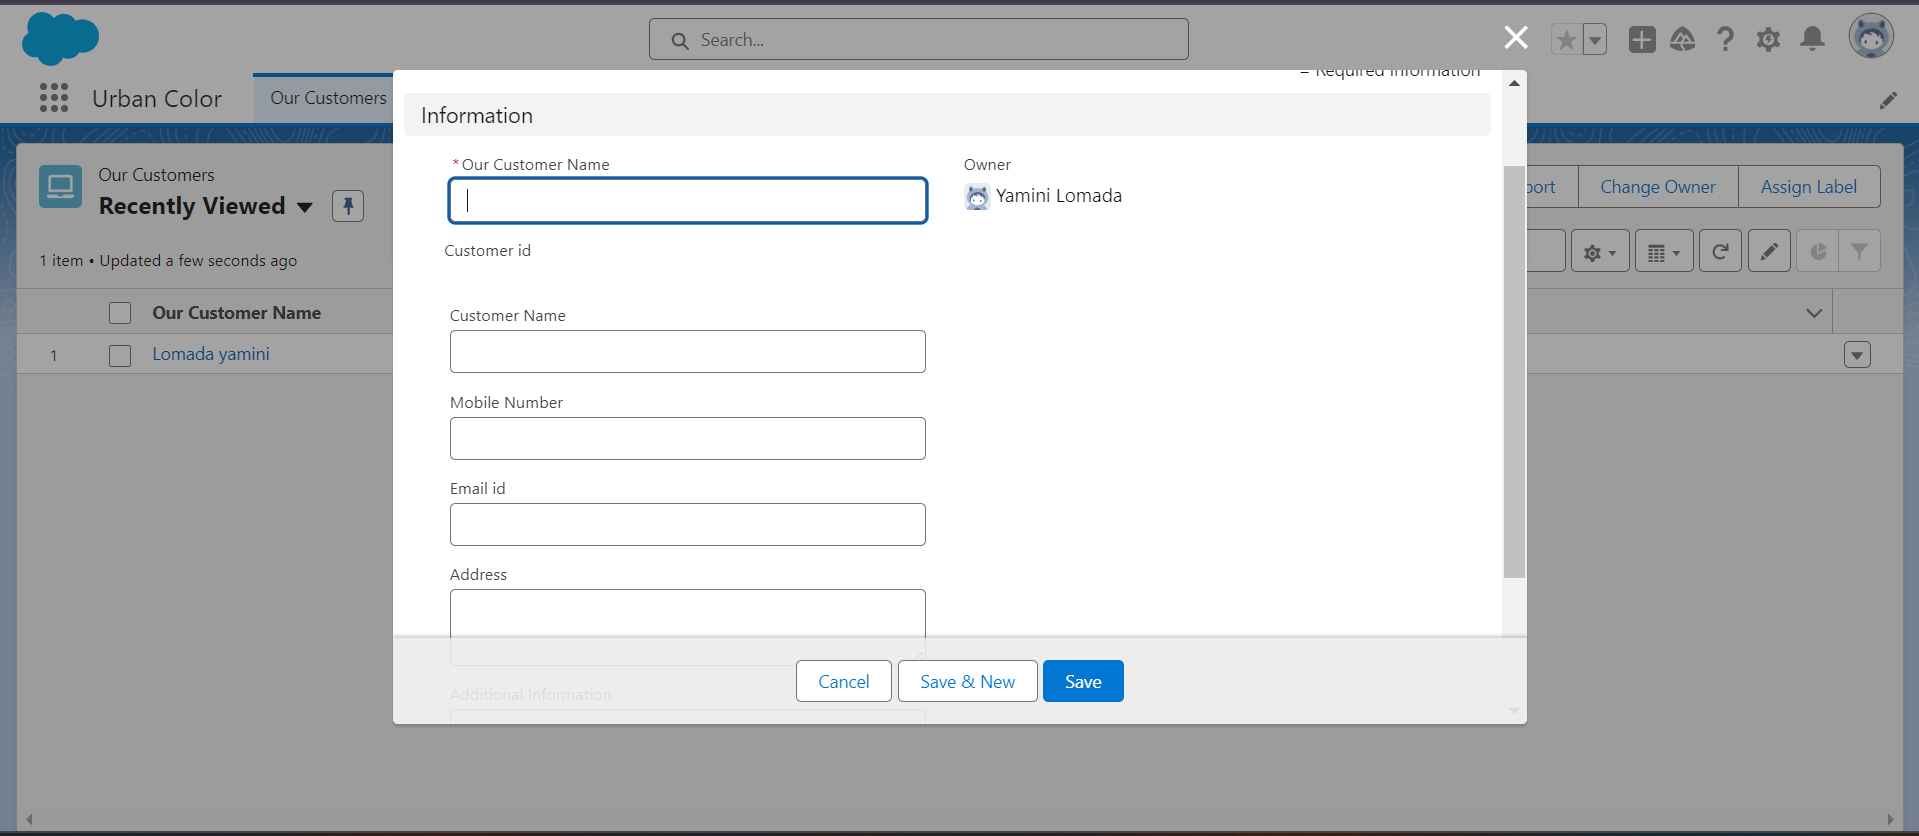 Search...
Urban Color
Our Customers
= Required Information
Information
*Our Customer Name
Owner
Yamini Lomada
Customer id
Customer Name
Mobile Number
Email id
Address
Additional Information
Cancel
Save & New
Save
Our Customers
Recently Viewed
1 item • Updated a few seconds ago
Our Customer Name
1
Lomada yamini
port
Change Owner
Assign Label